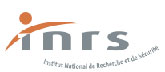 inrs
Institut National de Recherche et de Sécurité